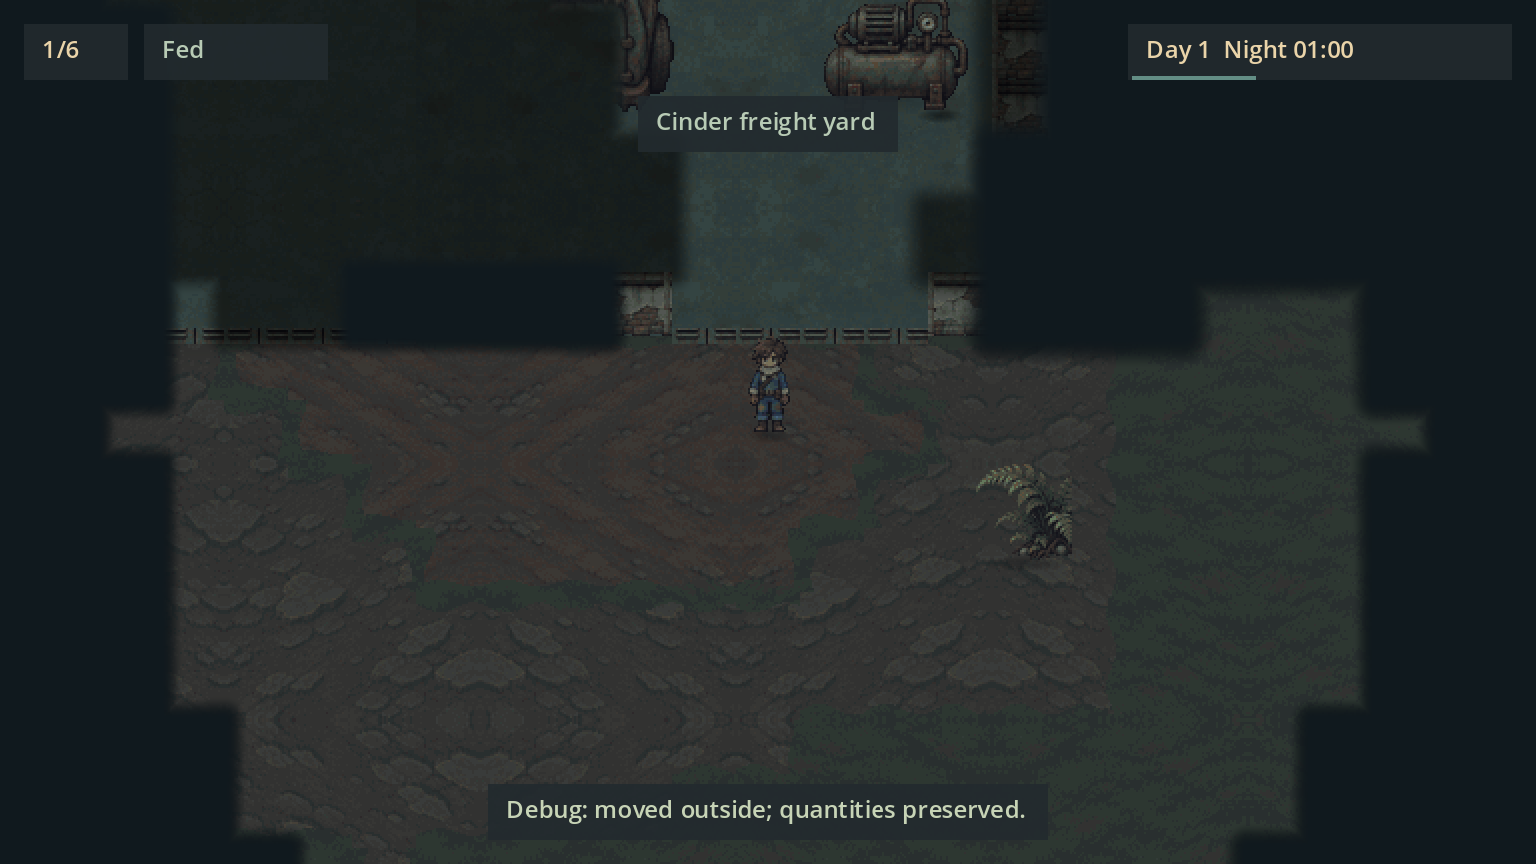 1/6
Fed
Day 1 Night 01:00
Cinder freight yard
Debug: moved outside; quantities preserved.